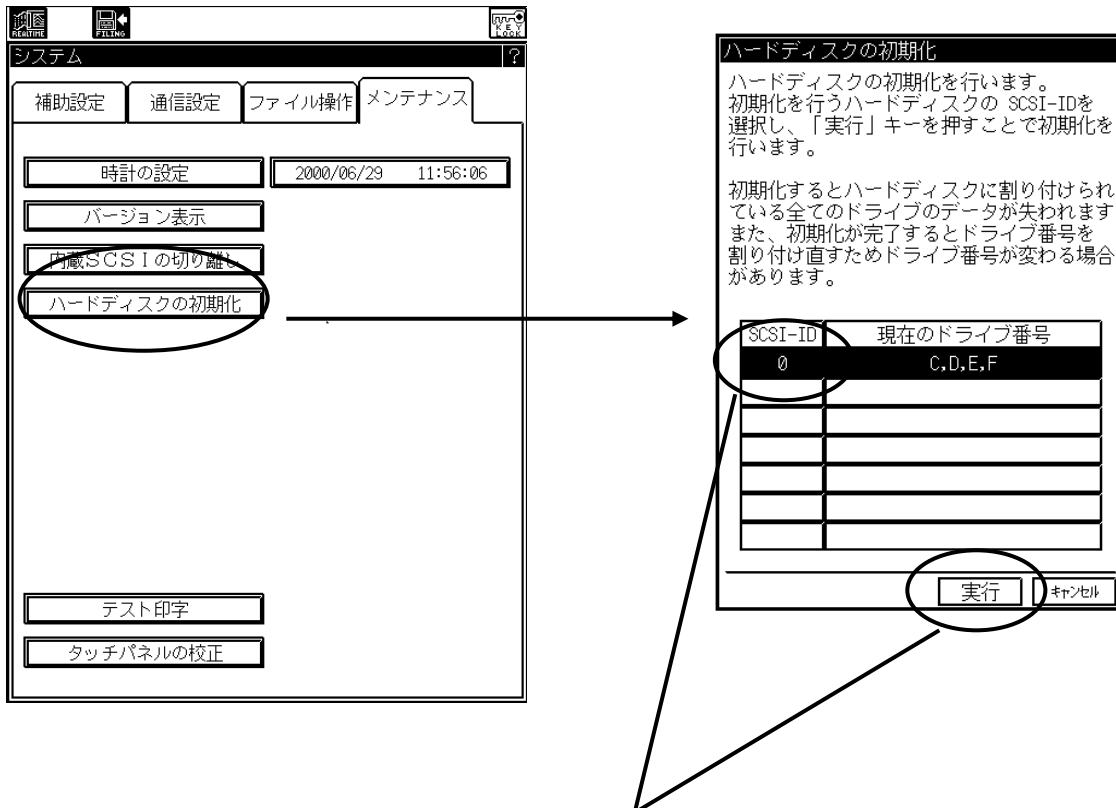 REALTIME
FILING
KEY
LOCK
システム
?
補助設定
通信設定
ファイル操作
メンテナンス
時計の設定
2000/06/29 11:56:06
バージョン表示
内蔵SCSIの切り離し
ハードディスクの初期化
テスト印字
タッチパネルの校正
ハードディスクの初期化
ハードディスクの初期化を行います。
初期化を行うハードディスクの SCSI-IDを
選択し、「実行」キーを押すことで初期化を
行います。
初期化するとハードディスクに割り付けられ
ている全てのドライブのデータが失われます
また、初期化が完了するとドライブ番号を
割り付け直すためドライブ番号が変わる場合
があります。
SCSI-ID 現在のドライブ番号
0 C,D,E,F
実行
キャンセル